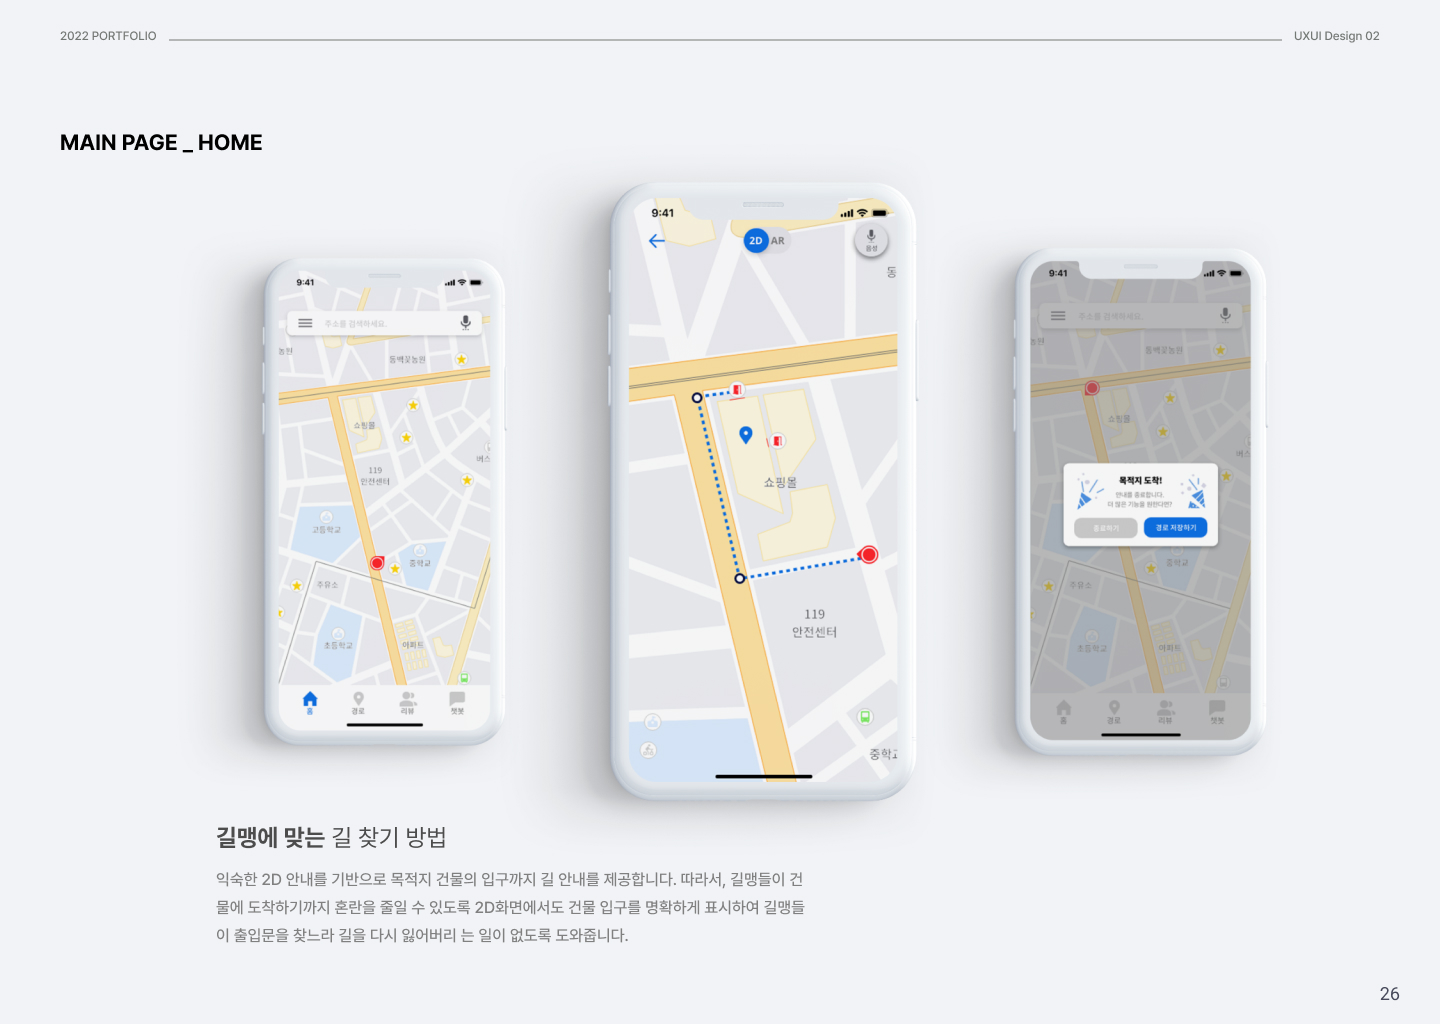 2022 PORTFOLIO
UXUI Design 02
MAIN PAGE _ HOME
9:41
주소를 검색하세요.
농원
동백꽃농원
쇼핑몰
119
안전센터
버스
고등학교
중학교
주유소
초등학교
아파트
홈
경로
리뷰
챗봇
9:41
2D AR
음성
동
쇼핑몰
119
안전센터
중학교
9:41
주소를 검색하세요.
농원
동백꽃농원
쇼핑몰
버스
목적지 도착!
안내를 종료합니다.
더 많은 기능을 원한다면?
종료하기
경로 저장하기
중학교
주유소
초등학교
아파트
홈
경로
리뷰
챗봇
길맹에 맞는 길 찾기 방법
익숙한 2D 안내를 기반으로 목적지 건물의 입구까지 길 안내를 제공합니다. 따라서, 길맹들이 건
물에 도착하기까지 혼란을 줄일 수 있도록 2D화면에서도 건물 입구를 명확하게 표시하여 길맹들
이 출입문을 찾느라 길을 다시 잃어버리 는 일이 없도록 도와줍니다.
26